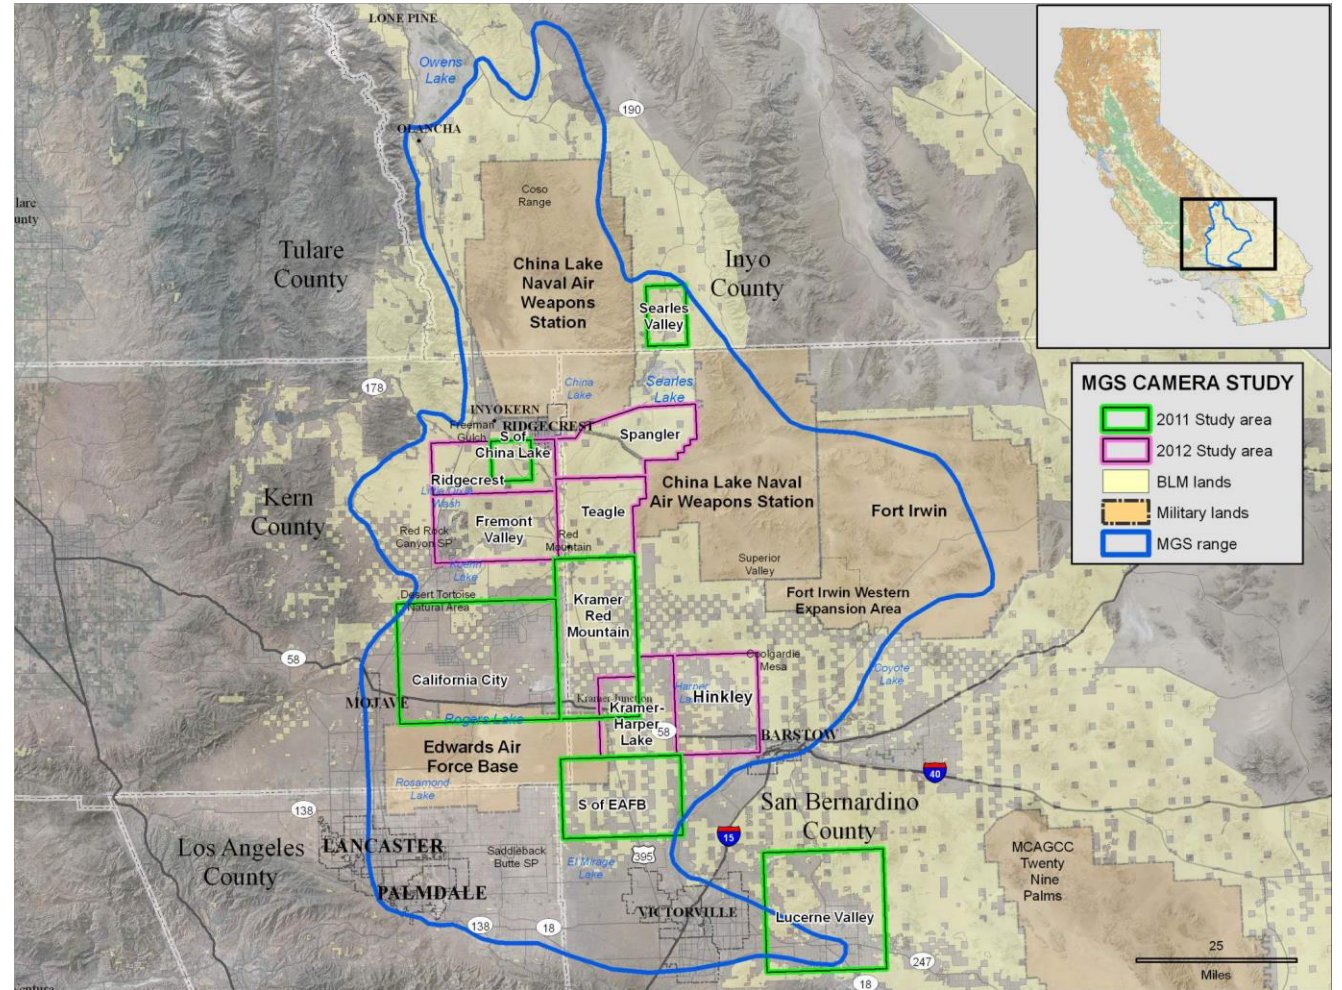 LONE PINE
Owens
Lake
190
OLANCHA
Coso
Range
Tulare
County
China Lake
Naval Air
Weapons
Station
Inyo
County
Searles
Valley
178
China
Lake
Searles
Lake
INYOKERN
RIDGECREST
Freeman
Gulch
S of
China Lake
Spangler
Ridgecrest
Wash
China Lake Naval
Air Weapons Station
Kern
County
Teagle
Fort Irwin
Fremont
Valley
Red Rock
Canyon SP
Red
Mountain
Koehn
Lake
Superior
Valley
Desert Tortoise
Natural Area
Kramer
Red
Mountain
Fort Irwin Western
Expansion Area
58
Coolgardie
Mesa
Coyote
Lake
California City
Harper
Hinkley
MOJAVE
Kramer Junction
Kramer-
Harper
Lake
Rogers Lake
58
BARSTOW
Edwards Air
Force Base
Rosamond
Lake
40
S of EAFB
San Bernardino
County
138
15
Los Angeles
County
LANCASTER
Saddleback
Butte SP
El Mirage
Lake
395
MCAGCC
Twenty
Nine
Palms
PALMDALE
VICTORVILLE
Lucerne Valley
138
18
247
18
25
Miles
MGS CAMERA STUDY
2011 Study area
2012 Study area
BLM lands
Military lands
MGS range